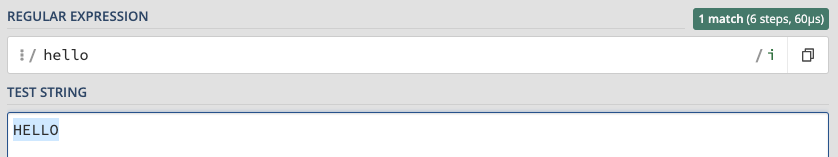 REGULAR EXPRESSION
1 match (6 steps, 60μs)
/ hello / i
TEST STRING
HELLO